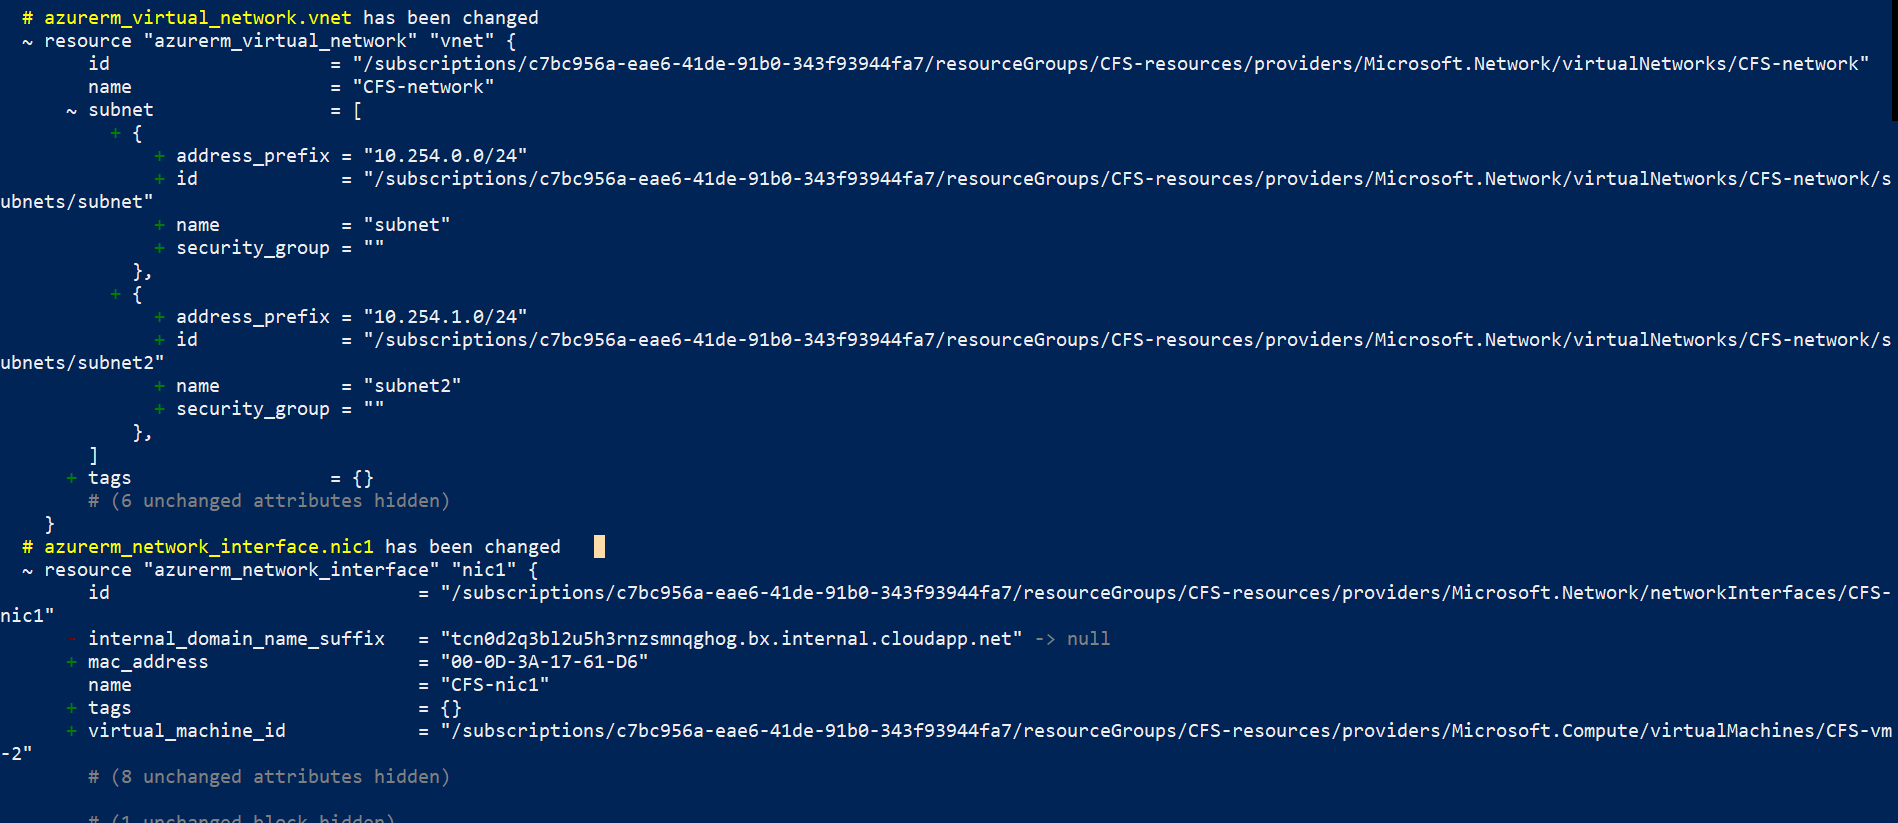 # azurerm_virtual_network.vnet has been changed
~ resource "azurerm_virtual_network" "vnet" {
id = "/subscriptions/c7bc956a-eae6-41de-91b0-343f93944fa7/resourceGroups/CFS-resources/providers/Microsoft.Network/virtualNetworks/CFS-network"
name = "CFS-network"
~ subnet = [
+ {
+ address_prefix = "10.254.0.0/24"
+ id = "/subscriptions/c7bc956a-eae6-41de-91b0-343f93944fa7/resourceGroups/CFS-resources/providers/Microsoft.Network/virtualNetworks/CFS-network/s
ubnets/subnet"
+ name = "subnet"
+ security_group = ""
},
+ {
+ address_prefix = "10.254.1.0/24"
+ id = "/subscriptions/c7bc956a-eae6-41de-91b0-343f93944fa7/resourceGroups/CFS-resources/providers/Microsoft.Network/virtualNetworks/CFS-network/s
ubnets/subnet2"
+ name = "subnet2"
+ security_group = ""
},
]
+ tags = {}
# (6 unchanged attributes hidden)
}
# azurerm_network_interface.nic1 has been changed
~ resource "azurerm_network_interface" "nic1" {
id = "/subscriptions/c7bc956a-eae6-41de-91b0-343f93944fa7/resourceGroups/CFS-resources/providers/Microsoft.Network/networkInterfaces/CFS-
nic1"
- internal_domain_name_suffix = "tcn0d2q3bl2u5h3rnzsmnqghog.bx.internal.cloudapp.net" -> null
+ mac_address = "00-0D-3A-17-61-D6"
name = "CFS-nic1"
+ tags = {}
+ virtual_machine_id = "/subscriptions/c7bc956a-eae6-41de-91b0-343f93944fa7/resourceGroups/CFS-resources/providers/Microsoft.Compute/virtualMachines/CFS-vm
-2"
# (8 unchanged attributes hidden)
# (1 unchanged block hidden)